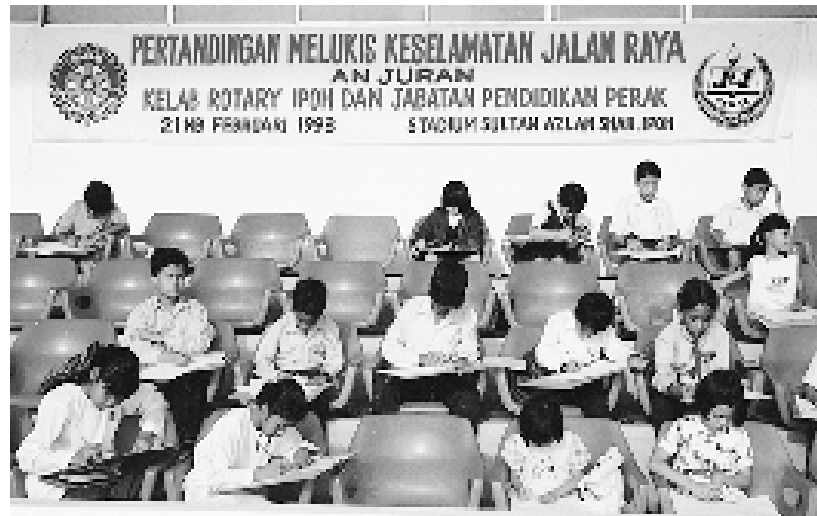 PERTANDINGAN MELUKIS KESELAMATAN JALAN RAYA
ANJURAN
KELAB ROTARY IPOH DAN JABATAN PENDIDIKAN PERAK
21HB FEBRUARI 1998 STADIUM SULTAN AZLAN SHAH, IPOH